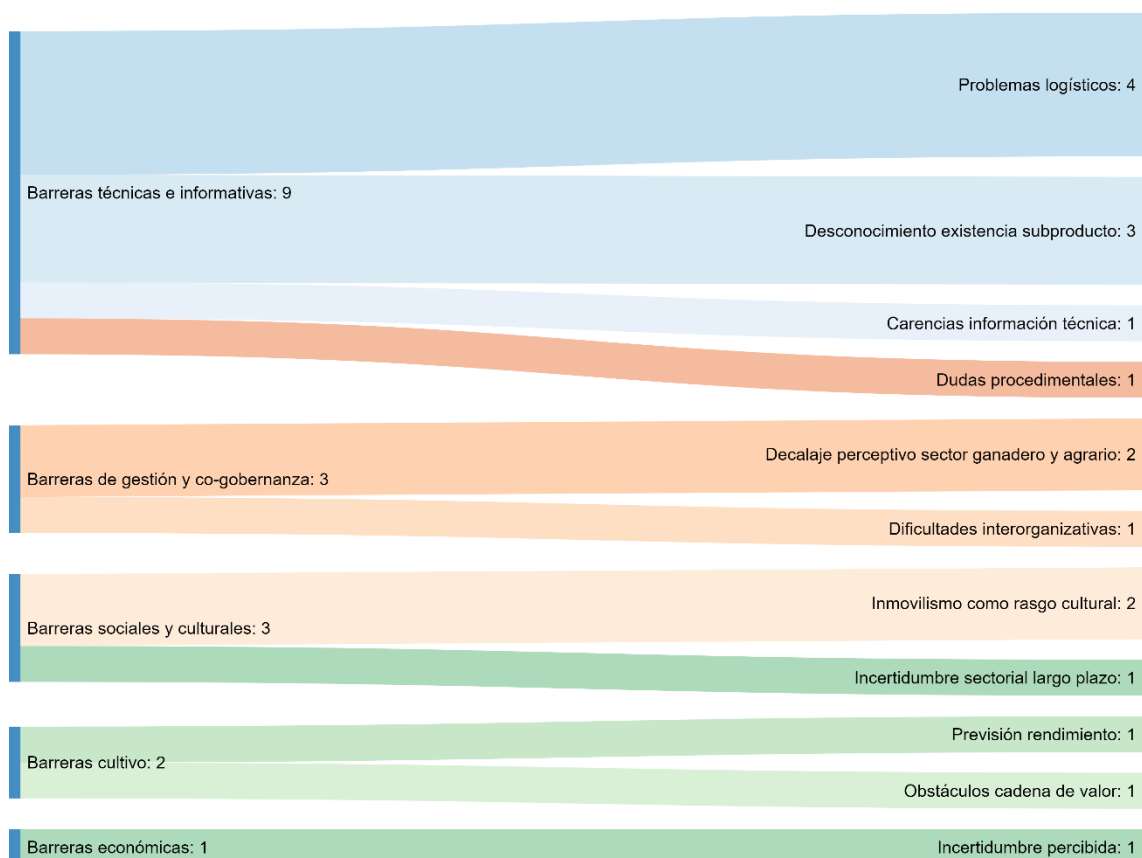 Problemas logísticos: 4
Barreras técnicas e informativas: 9
Desconocimiento existencia subproducto: 3
Carencias información técnica: 1
Dudas procedimentales: 1
Decalaje perceptivo sector ganadero y agrario: 2
Barreras de gestión y co-gobernanza: 3
Dificultades interorganizativas: 1
Inmovilismo como rasgo cultural: 2
Barreras sociales y culturales: 3
Incertidumbre sectorial largo plazo: 1
Previsión rendimiento: 1
Barreras cultivo: 2
Obstáculos cadena de valor: 1
Barreras económicas: 1
Incertidumbre percibida: 1